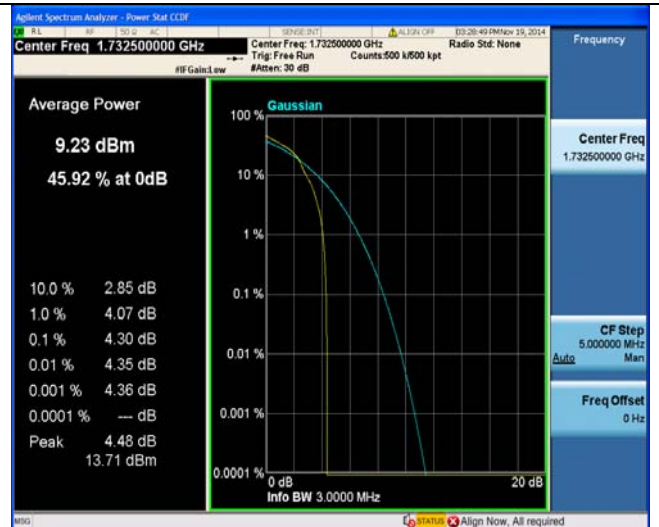 Agilent Spectrum Analyzer - Power Stat CCDF
RL RF 50 Ω AC SENSE:INT ALIGN OFF 03:28:49 PM Nov 19, 2014
Center Freq 1.732500000 GHz
#IFGain:Low
Center Freq: 1.732500000 GHz
Trig: Free Run Counts:500 k/500 kpt
#Atten: 30 dB
Radio Std: None
Frequency
Average Power
9.23 dBm
45.92 % at 0dB
10.0 % 2.85 dB
1.0 % 4.07 dB
0.1 % 4.30 dB
0.01 % 4.35 dB
0.001 % 4.36 dB
0.0001 % --- dB
Peak 4.48 dB
13.71 dBm
Gaussian
100 %
10 %
1 %
0.1 %
0.01 %
0.001 %
0.0001 %
0 dB 20 dB
Info BW 3.0000 MHz
Center Freq
1.732500000 GHz
CF Step
5.000000 MHz
Auto Man
Freq Offset
0 Hz
MSG STATUS Align Now, All required